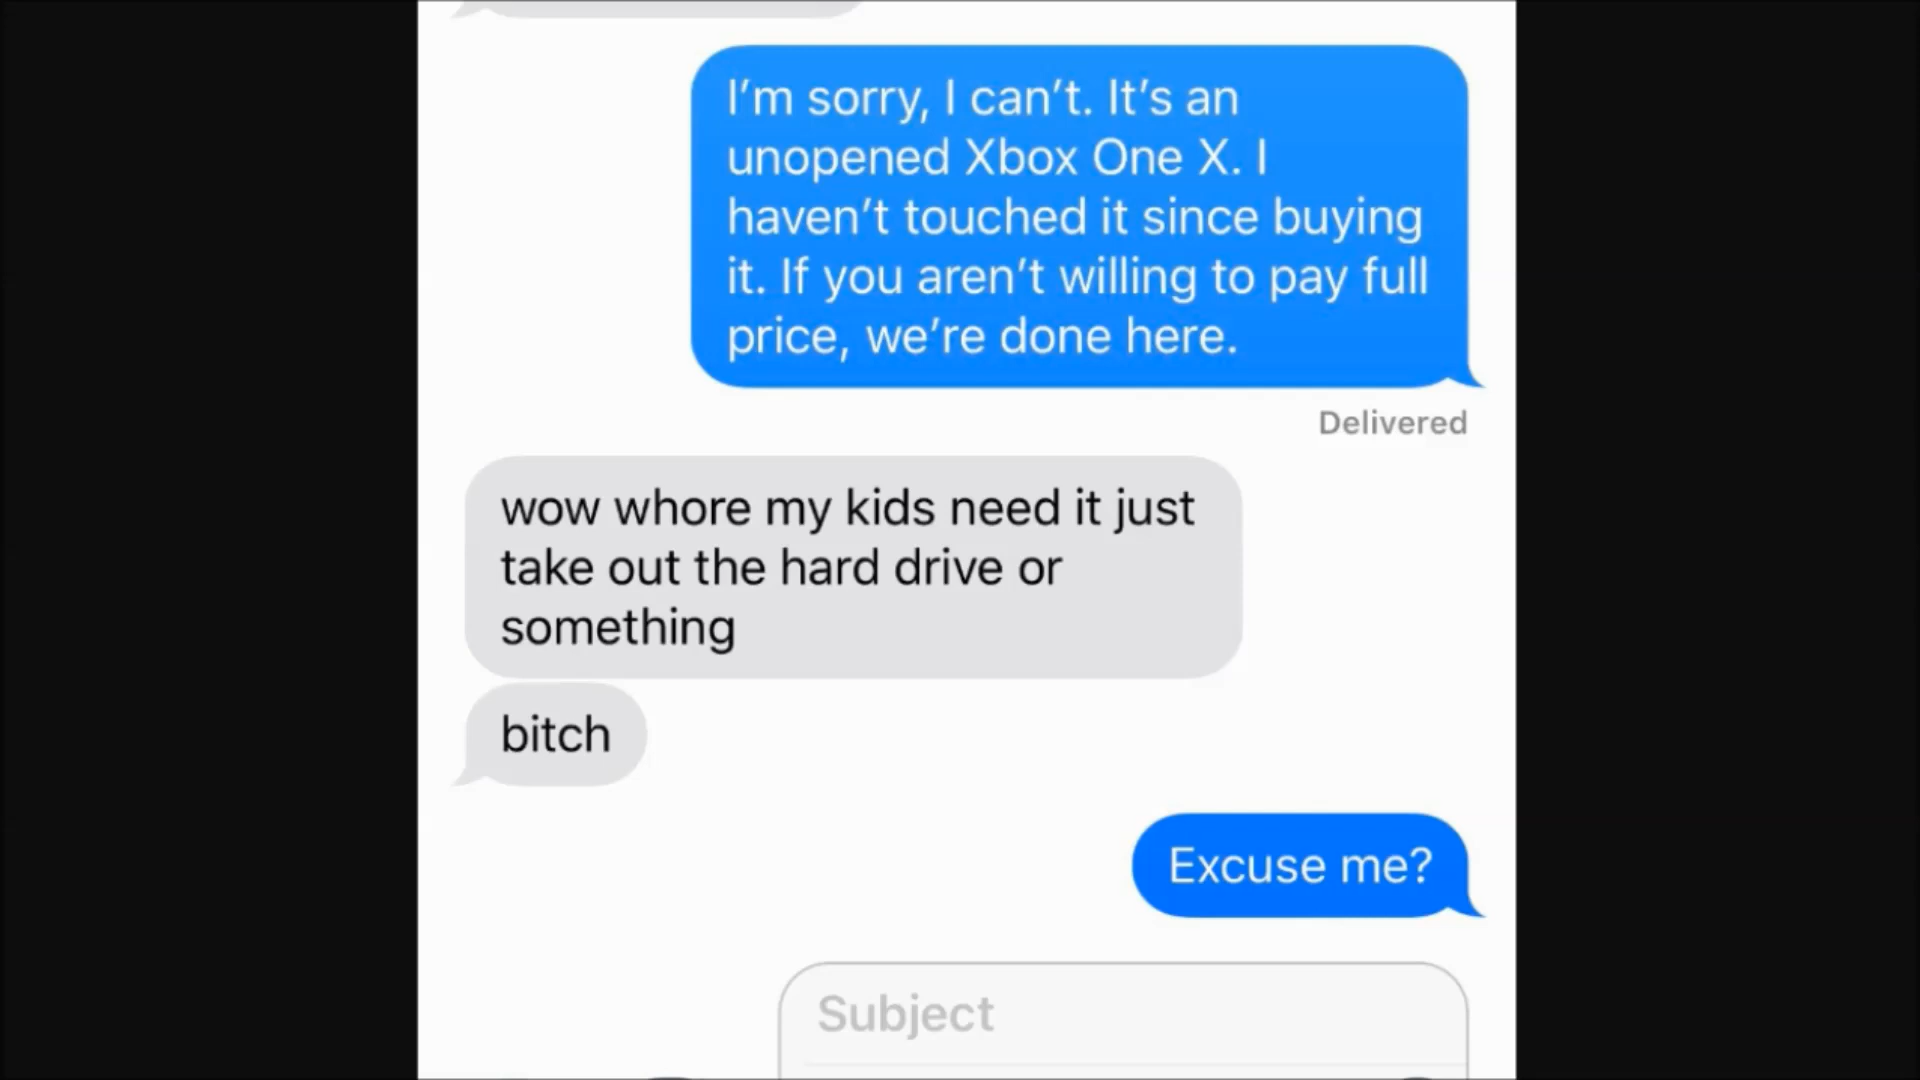 I’m sorry, I can’t. It’s an
unopened Xbox One X. I
haven’t touched it since buying
it. If you aren’t willing to pay full
price, we’re done here.
Delivered
wow whore my kids need it just
take out the hard drive or
something
bitch
Excuse me?
Subject